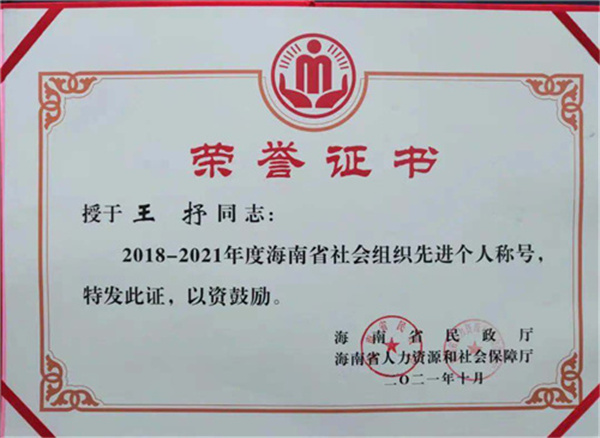 荣誉证书
授于王抒同志：
2018-2021年度海南省社会组织先进个人称号，
特发此证，以资鼓励。
海南省民政厅
海南省人力资源和社会保障厅
二〇二一年十月